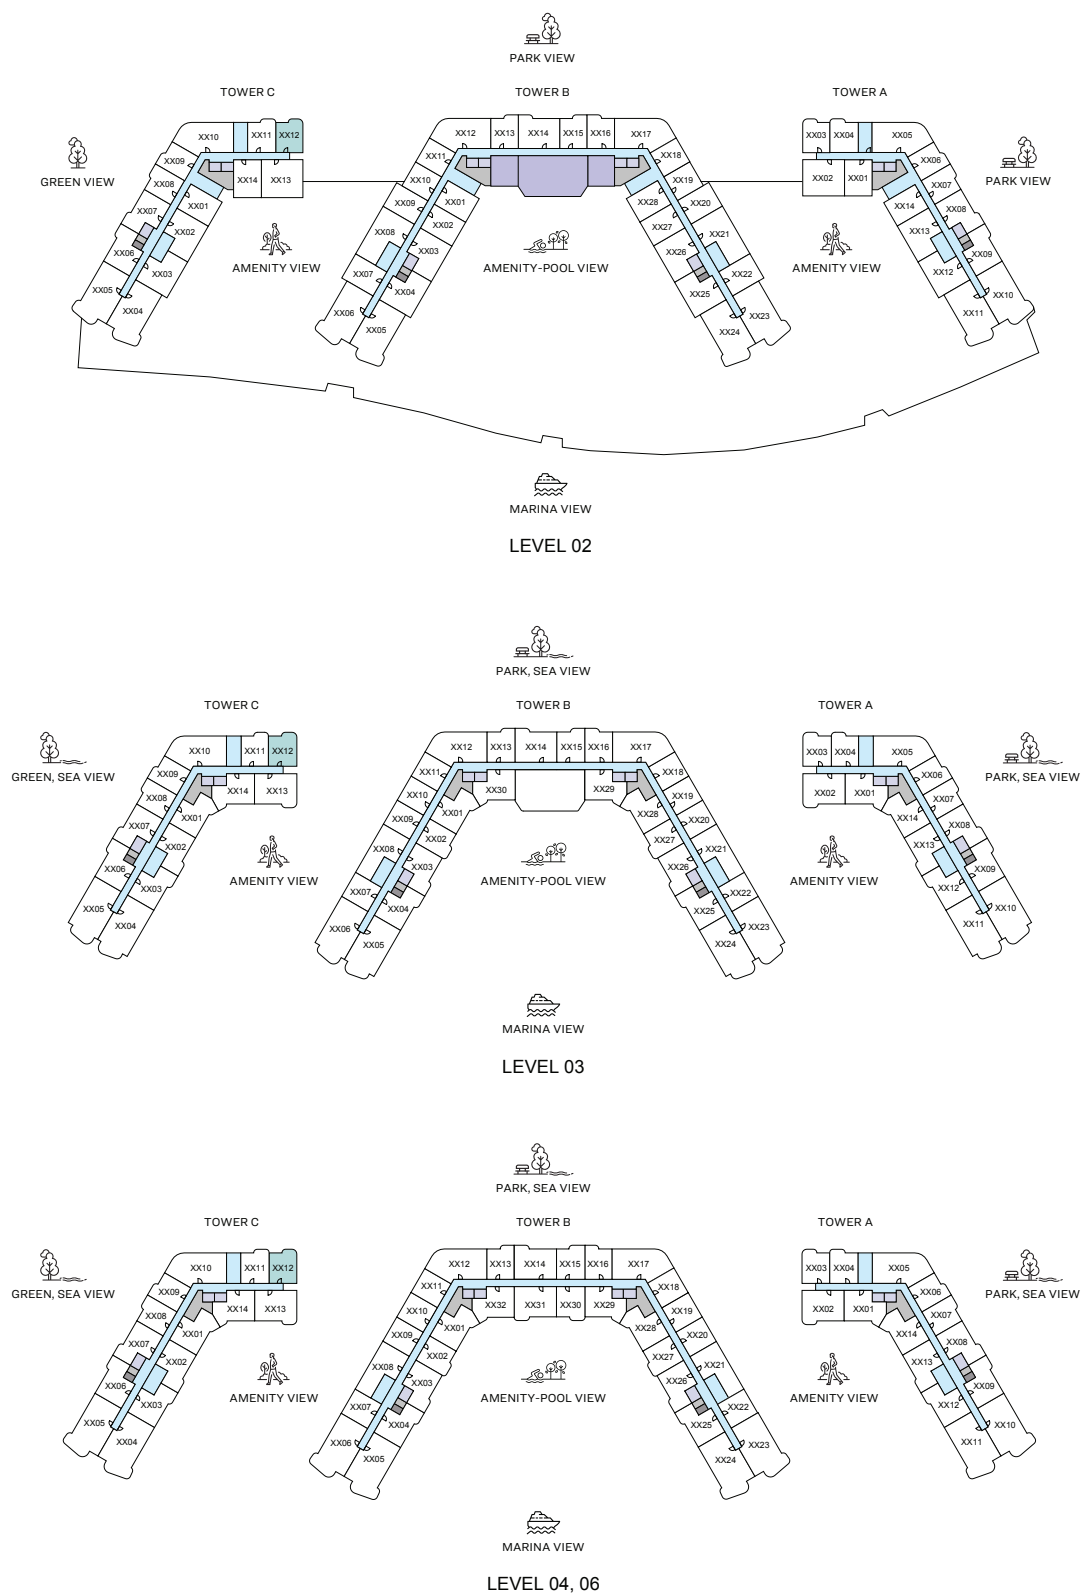 PARK VIEW
TOWER C
TOWER B
TOWER A
XX10
XX11
XX12
XX12
XX13
XX14
XX15
XX16
XX17
XX03
XX04
XX05
GREEN VIEW
XX09
XX14
XX13
XX11
XX18
XX02
XX01
XX06
PARK VIEW
XX08
XX01
XX10
XX01
XX19
XX07
XX07
XX02
XX09
XX02
XX28
XX20
XX14
XX08
XX06
XX03
XX08
XX03
XX27
XX21
XX13
XX09
AMENITY VIEW
AMENITY-POOL VIEW
AMENITY VIEW
XX05
XX04
XX07
XX04
XX26
XX22
XX12
XX10
XX06
XX05
XX25
XX23
XX11
XX24
MARINA VIEW
LEVEL 02
PARK, SEA VIEW
TOWER C
TOWER B
TOWER A
XX10
XX11
XX12
XX12
XX13
XX14
XX15
XX16
XX17
XX03
XX04
XX05
GREEN, SEA VIEW
XX09
XX14
XX13
XX11
XX30
XX29
XX18
XX02
XX01
XX06
PARK, SEA VIEW
XX08
XX01
XX10
XX01
XX28
XX19
XX14
XX07
XX07
XX02
XX09
XX02
XX27
XX20
XX13
XX08
XX06
XX03
XX08
XX03
XX26
XX21
XX12
XX09
AMENITY VIEW
AMENITY-POOL VIEW
AMENITY VIEW
XX05
XX04
XX07
XX04
XX25
XX22
XX11
XX10
XX06
XX05
XX24
XX23
MARINA VIEW
LEVEL 03
PARK, SEA VIEW
TOWER C
TOWER B
TOWER A
XX10
XX11
XX12
XX12
XX13
XX14
XX15
XX16
XX17
XX03
XX04
XX05
GREEN, SEA VIEW
XX09
XX14
XX13
XX11
XX32
XX31
XX30
XX29
XX18
XX02
XX01
XX06
PARK, SEA VIEW
XX08
XX01
XX10
XX01
XX28
XX19
XX14
XX07
XX07
XX02
XX09
XX02
XX27
XX20
XX13
XX08
XX06
XX03
XX08
XX03
XX26
XX21
XX12
XX09
AMENITY VIEW
AMENITY-POOL VIEW
AMENITY VIEW
XX05
XX04
XX07
XX04
XX25
XX22
XX11
XX10
XX06
XX05
XX24
XX23
MARINA VIEW
LEVEL 04, 06